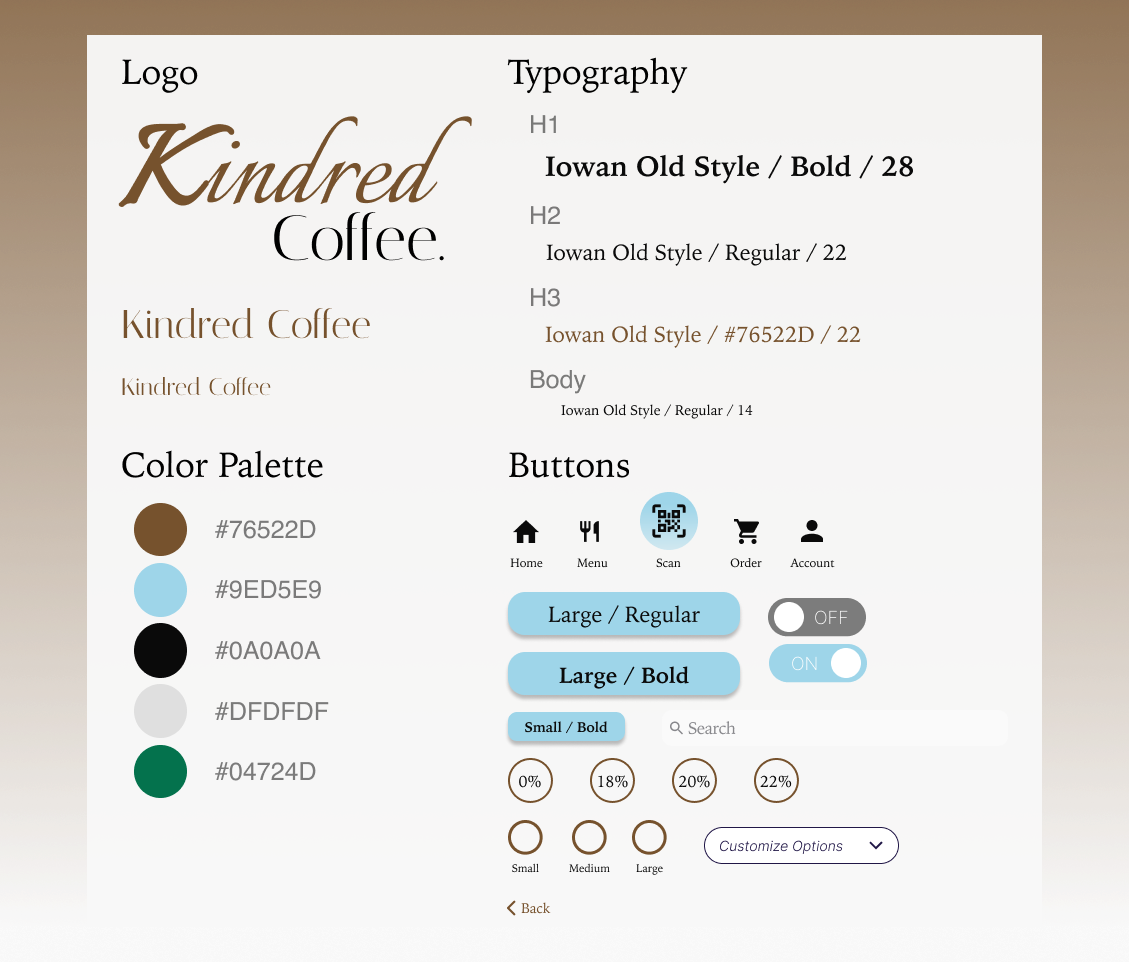 Logo
Kindred
Coffee.
Kindred Coffee
Kindred Coffee
Typography
H1
Iowan Old Style / Bold / 28
H2
Iowan Old Style / Regular / 22
H3
Iowan Old Style / #76522D / 22
Body
Iowan Old Style / Regular / 14
Color Palette
#76522D
#9ED5E9
#0A0A0A
#DFDFDF
#04724D
Buttons
Home Menu Scan Order Account
Large / Regular OFF
ON
Large / Bold
Small / Bold Search
0% 18% 20% 22%
Small Medium Large
Customize Options
Back